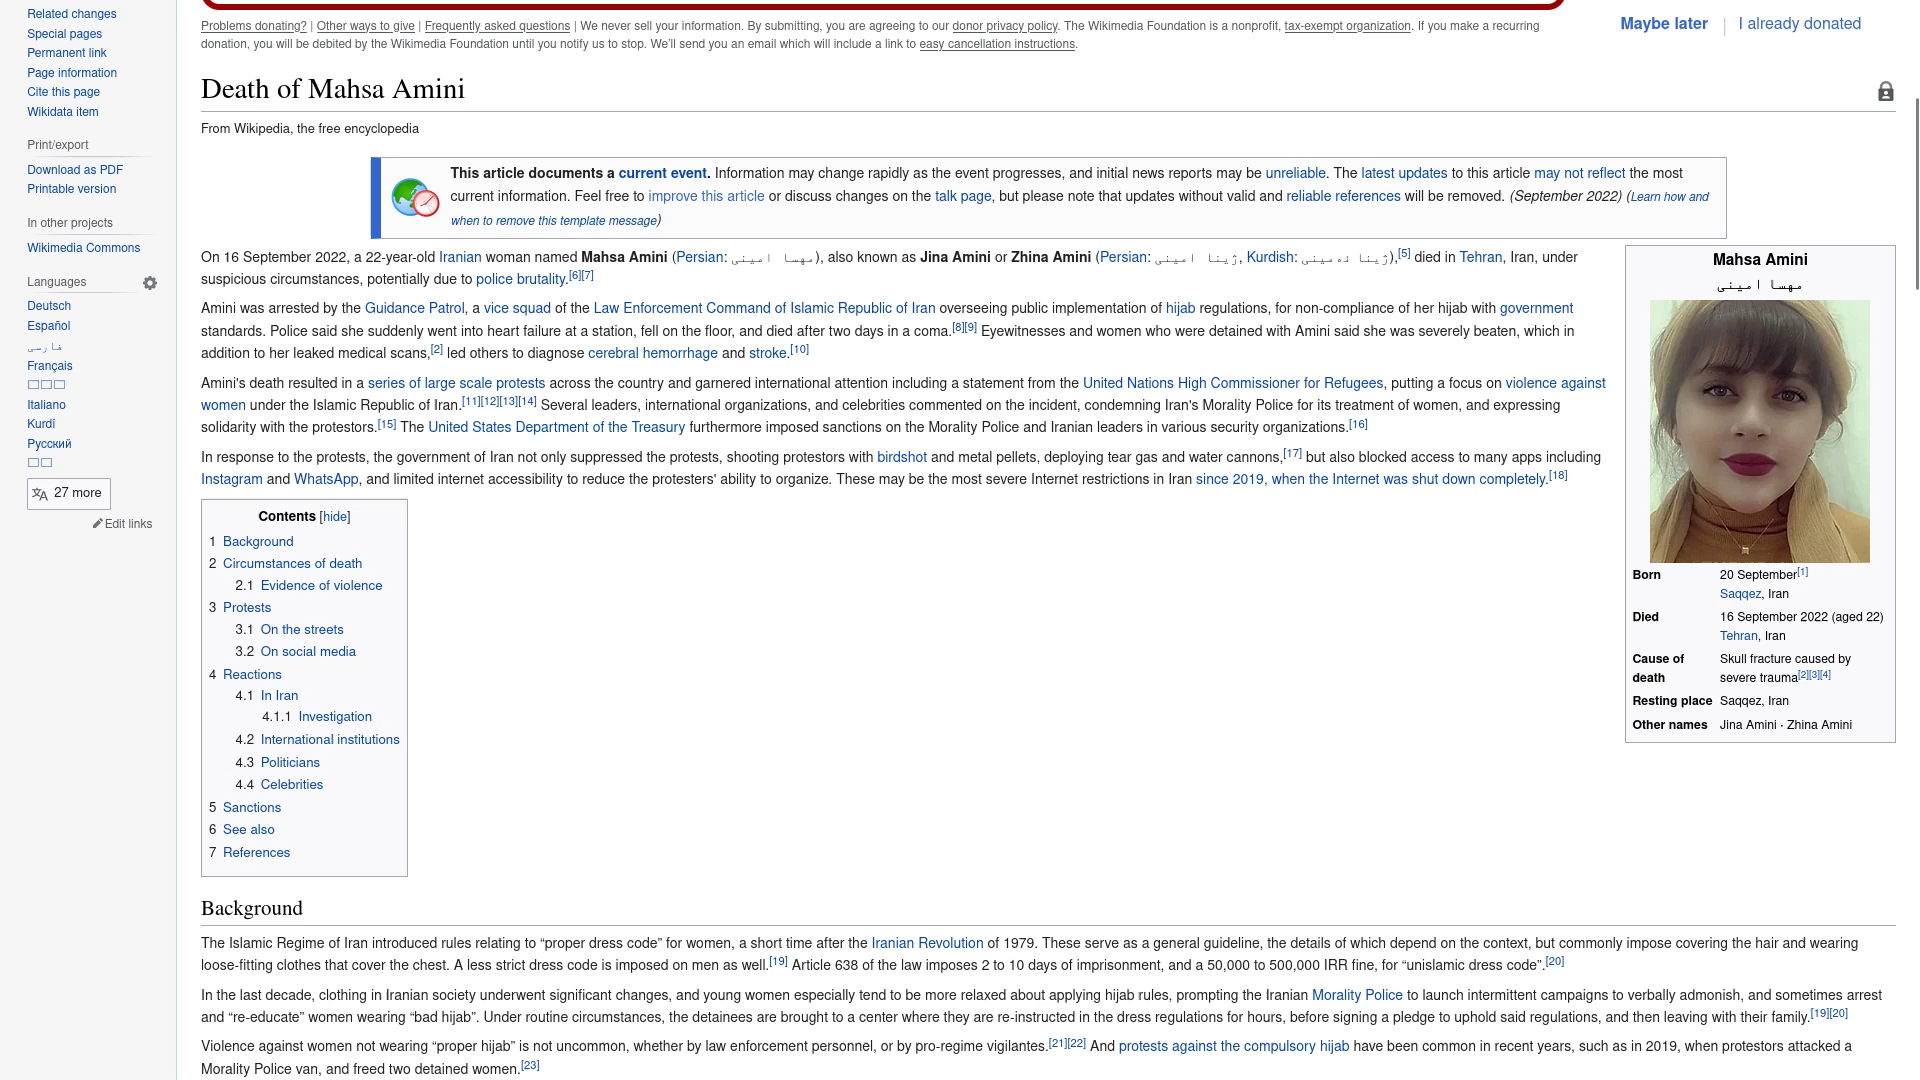 Related changes
Special pages
Permanent link
Page information
Cite this page
Wikidata item
Print/export
Download as PDF
Printable version
In other projects
Wikimedia Commons
Languages
Deutsch
Español
فارسی
Français
Italiano
Kurdî
Русский
27 more
Edit links
Problems donating? | Other ways to give | Frequently asked questions | We never sell your information. By submitting, you are agreeing to our donor privacy policy. The Wikimedia Foundation is a nonprofit, tax-exempt organization. If you make a recurring
donation, you will be debited by the Wikimedia Foundation until you notify us to stop. We'll send you an email which will include a link to easy cancellation instructions.
Maybe later | I already donated
Death of Mahsa Amini
From Wikipedia, the free encyclopedia
This article documents a current event. Information may change rapidly as the event progresses, and initial news reports may be unreliable. The latest updates to this article may not reflect the most
current information. Feel free to improve this article or discuss changes on the talk page, but please note that updates without valid and reliable references will be removed. (September 2022) (Learn how and
when to remove this template message)
On 16 September 2022, a 22-year-old Iranian woman named Mahsa Amini (Persian: مهسا امینی), also known as Jina Amini or Zhina Amini (Persian: ژینا امینی, Kurdish: ژینا ئەمینی),[5] died in Tehran, Iran, under
suspicious circumstances, potentially due to police brutality.[6][7]
Amini was arrested by the Guidance Patrol, a vice squad of the Law Enforcement Command of Islamic Republic of Iran overseeing public implementation of hijab regulations, for non-compliance of her hijab with government
standards. Police said she suddenly went into heart failure at a station, fell on the floor, and died after two days in a coma.[8][9] Eyewitnesses and women who were detained with Amini said she was severely beaten, which in
addition to her leaked medical scans,[2] led others to diagnose cerebral hemorrhage and stroke.[10]
Amini's death resulted in a series of large scale protests across the country and garnered international attention including a statement from the United Nations High Commissioner for Refugees, putting a focus on violence against
women under the Islamic Republic of Iran.[11][12][13][14] Several leaders, international organizations, and celebrities commented on the incident, condemning Iran's Morality Police for its treatment of women, and expressing
solidarity with the protestors.[15] The United States Department of the Treasury furthermore imposed sanctions on the Morality Police and Iranian leaders in various security organizations.[16]
In response to the protests, the government of Iran not only suppressed the protests, shooting protestors with birdshot and metal pellets, deploying tear gas and water cannons,[17] but also blocked access to many apps including
Instagram and WhatsApp, and limited internet accessibility to reduce the protesters' ability to organize. These may be the most severe Internet restrictions in Iran since 2019, when the Internet was shut down completely.[18]
Mahsa Amini
مهسا امینی
Born 20 September[1]
Saqqez, Iran
Died 16 September 2022 (aged 22)
Tehran, Iran
Cause of death Skull fracture caused by
severe trauma[2][3][4]
Resting place Saqqez, Iran
Other names Jina Amini · Zhina Amini
Contents [hide]
1 Background
2 Circumstances of death
2.1 Evidence of violence
3 Protests
3.1 On the streets
3.2 On social media
4 Reactions
4.1 In Iran
4.1.1 Investigation
4.2 International institutions
4.3 Politicians
4.4 Celebrities
5 Sanctions
6 See also
7 References
Background
The Islamic Regime of Iran introduced rules relating to “proper dress code” for women, a short time after the Iranian Revolution of 1979. These serve as a general guideline, the details of which depend on the context, but commonly impose covering the hair and wearing
loose-fitting clothes that cover the chest. A less strict dress code is imposed on men as well.[19] Article 638 of the law imposes 2 to 10 days of imprisonment, and a 50,000 to 500,000 IRR fine, for “unislamic dress code”.[20]
In the last decade, clothing in Iranian society underwent significant changes, and young women especially tend to be more relaxed about applying hijab rules, prompting the Iranian Morality Police to launch intermittent campaigns to verbally admonish, and sometimes arrest
and “re-educate” women wearing “bad hijab”. Under routine circumstances, the detainees are brought to a center where they are re-instructed in the dress regulations for hours, before signing a pledge to uphold said regulations, and then leaving with their family.[19][20]
Violence against women not wearing “proper hijab” is not uncommon, whether by law enforcement personnel, or by pro-regime vigilantes.[21][22] And protests against the compulsory hijab have been common in recent years, such as in 2019, when protestors attacked a
Morality Police van, and freed two detained women.[23]